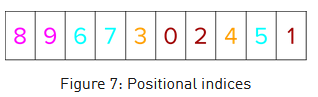 8 9 6 7 3 0 2 4 5 1
Figure 7: Positional indices